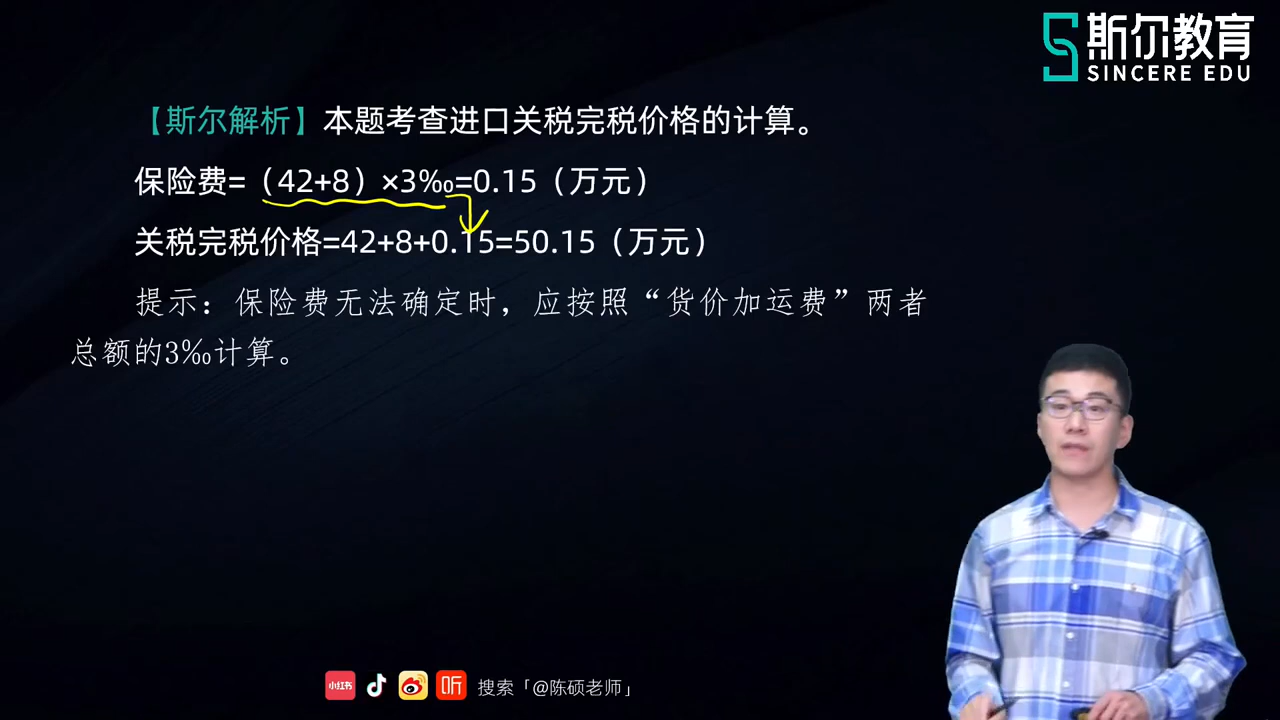 斯尔教育
SINCERE EDU
【斯尔解析】本题考查进口关税完税价格的计算。
保险费=（42+8）×3‰=0.15（万元）
关税完税价格=42+8+0.15=50.15（万元）
提示：保险费无法确定时，应按照“货价加运费”两者
总额的3‰计算。
小红书 听 搜索「@陈硕老师」